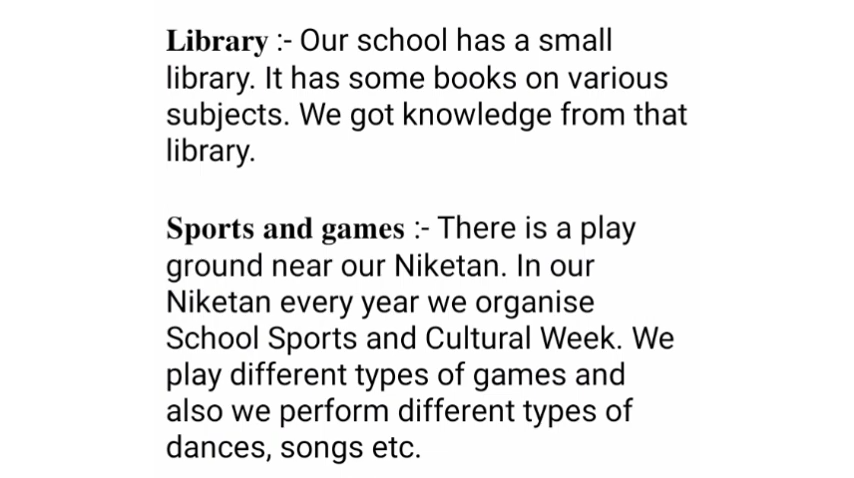 Library :- Our school has a small
library. It has some books on various
subjects. We got knowledge from that
library.
Sports and games :- There is a play
ground near our Niketan. In our
Niketan every year we organise
School Sports and Cultural Week. We
play different types of games and
also we perform different types of
dances, songs etc.